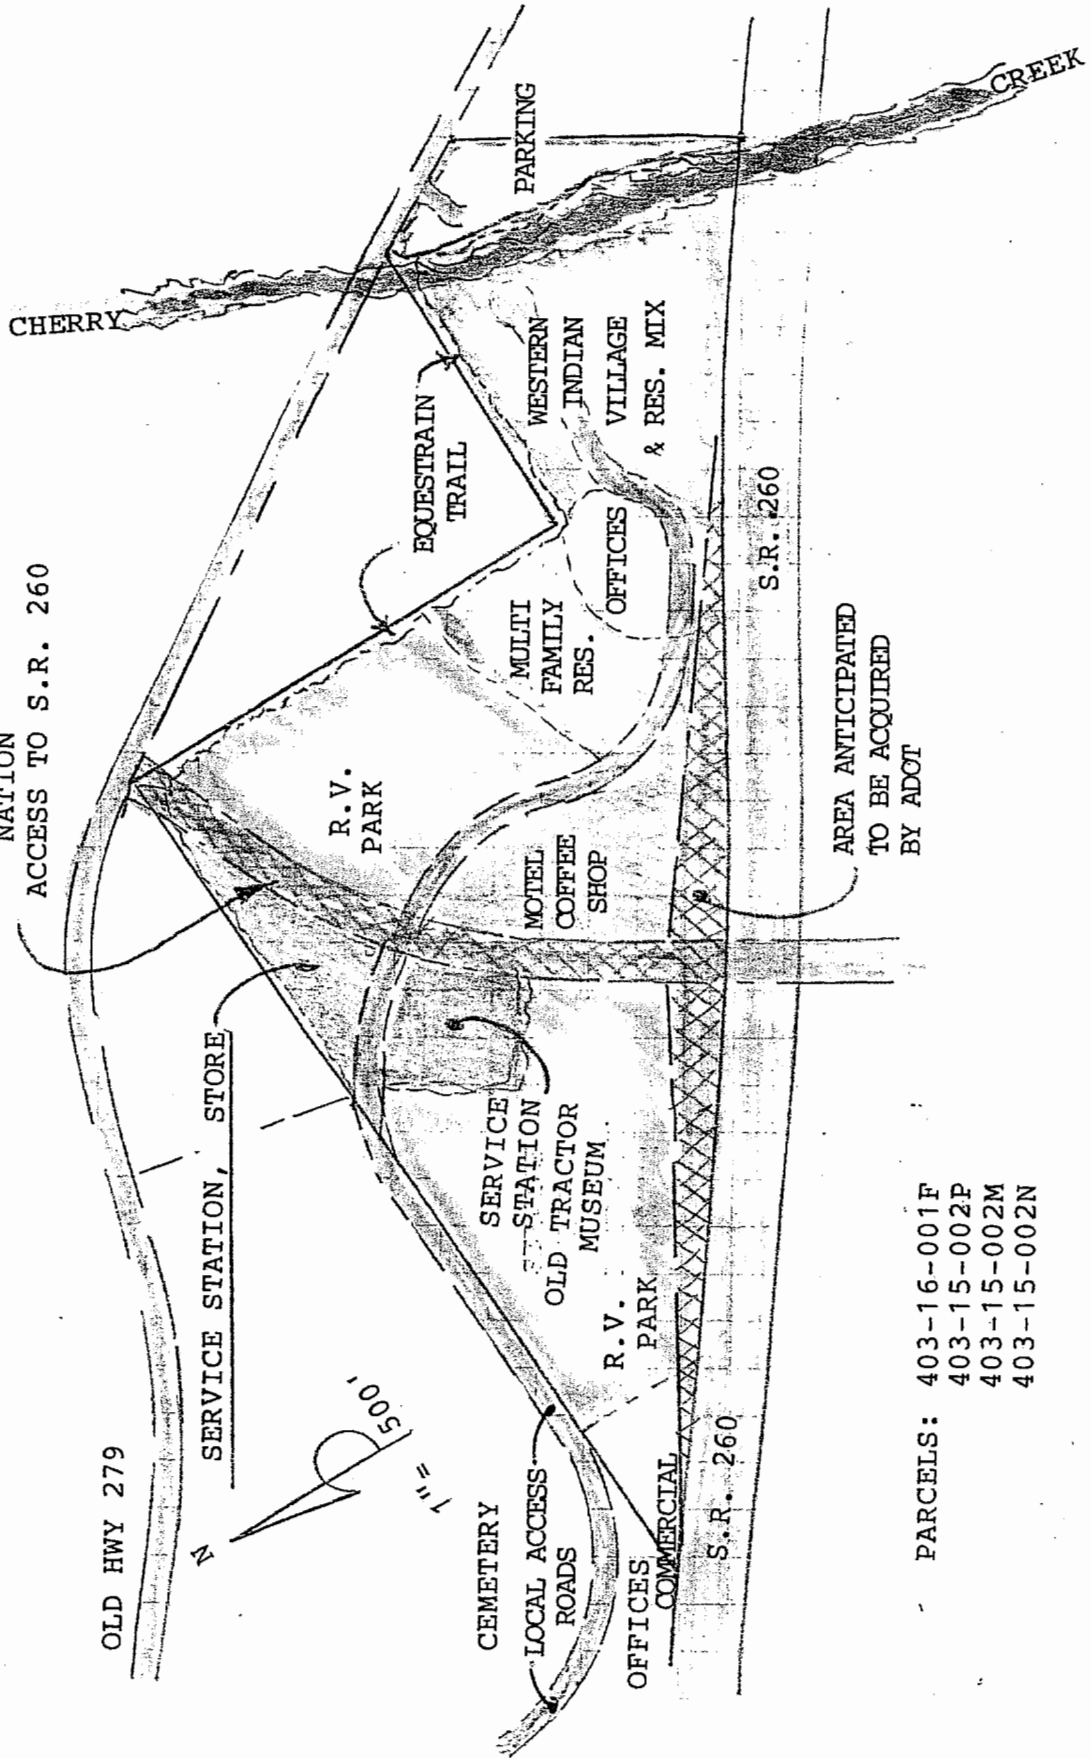 NATION
ACCESS TO S.R. 260
OLD HWY 279
CHERRY
CREEK
SERVICE STATION, STORE
N
1"= 500'
EQUESTRAIN
TRAIL
PARKING
R.V.
PARK
WESTERN
INDIAN
VILLAGE
& RES. MIX
MULTI
FAMILY
RES.
OFFICES
MOTEL
COFFEE
SHOP
SERVICE
STATION
OLD TRACTOR
MUSEUM
R.V.
PARK
CEMETERY
LOCAL ACCESS
ROADS
OFFICES
COMMERCIAL
S.R. 260
S.R. 260
AREA ANTICIPATED
TO BE ACQUIRED
BY ADOT
PARCELS: 403-16-001F
403-15-002P
403-15-002M
403-15-002N